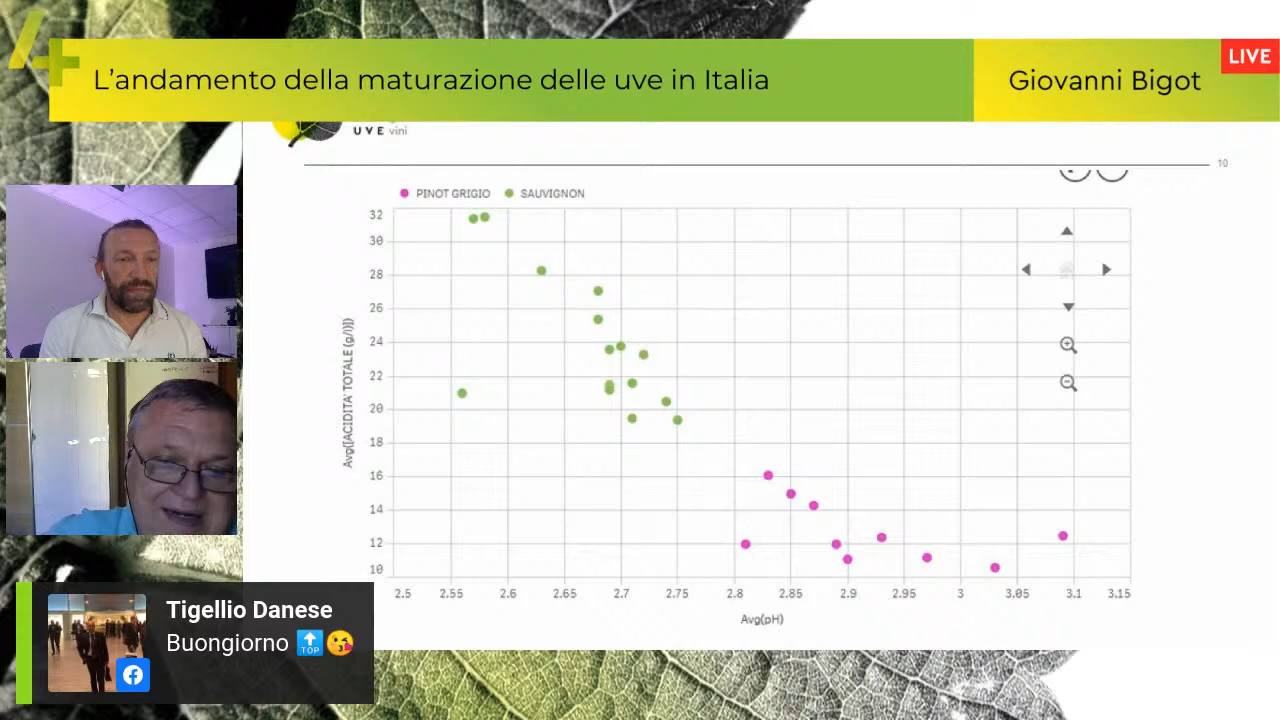 L'andamento della maturazione delle uve in Italia
Giovanni Bigot
LIVE
UVE vini
10
PINOT GRIGIO
SAUVIGNON
32
30
28
26
24
22
20
18
16
14
12
10
Avg([ACIDITA' TOTALE (g/l)])
2.5 2.55 2.6 2.65 2.7 2.75 2.8 2.85 2.9 2.95 3 3.05 3.1 3.15
Avg(pH)
Tigellio Danese
Buongiorno 🔝😘